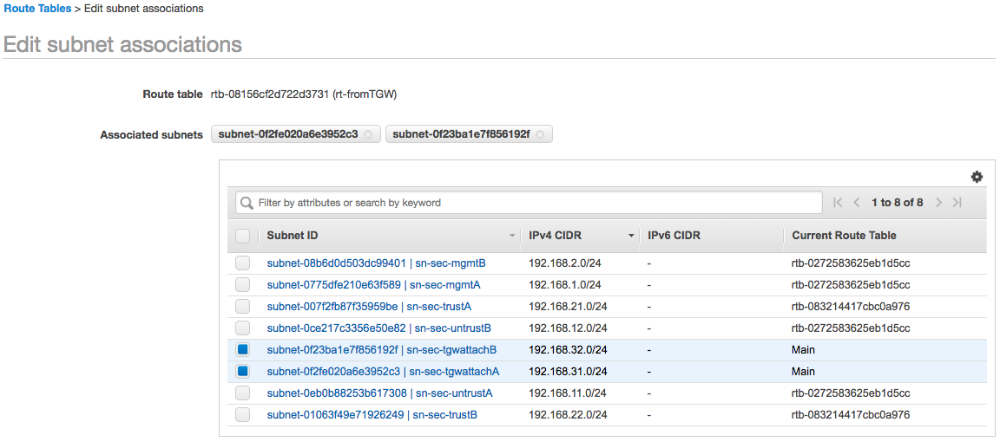 Route Tables > Edit subnet associations
Edit subnet associations
Route table rtb-08156cf2d722d3731 (rt-fromTGW)
Associated subnets subnet-0f2fe020a6e3952c3 subnet-0f23ba1e7f856192f
Filter by attributes or search by keyword 1 to 8 of 8
Subnet ID IPv4 CIDR IPv6 CIDR Current Route Table
subnet-08b6d0d503dc99401 | sn-sec-mgmtB 192.168.2.0/24 - rtb-0272583625eb1d5cc
subnet-0775dfe210e63f589 | sn-sec-mgmtA 192.168.1.0/24 - rtb-0272583625eb1d5cc
subnet-007f2fb87f35959be | sn-sec-trustA 192.168.21.0/24 - rtb-083214417cbc0a976
subnet-0ce217c3356e50e82 | sn-sec-untrustB 192.168.12.0/24 - rtb-0272583625eb1d5cc
subnet-0f23ba1e7f856192f | sn-sec-tgwattachB 192.168.32.0/24 - Main
subnet-0f2fe020a6e3952c3 | sn-sec-tgwattachA 192.168.31.0/24 - Main
subnet-0eb0b88253b617308 | sn-sec-untrustA 192.168.11.0/24 - rtb-0272583625eb1d5cc
subnet-01063f49e71926249 | sn-sec-trustB 192.168.22.0/24 - rtb-083214417cbc0a976